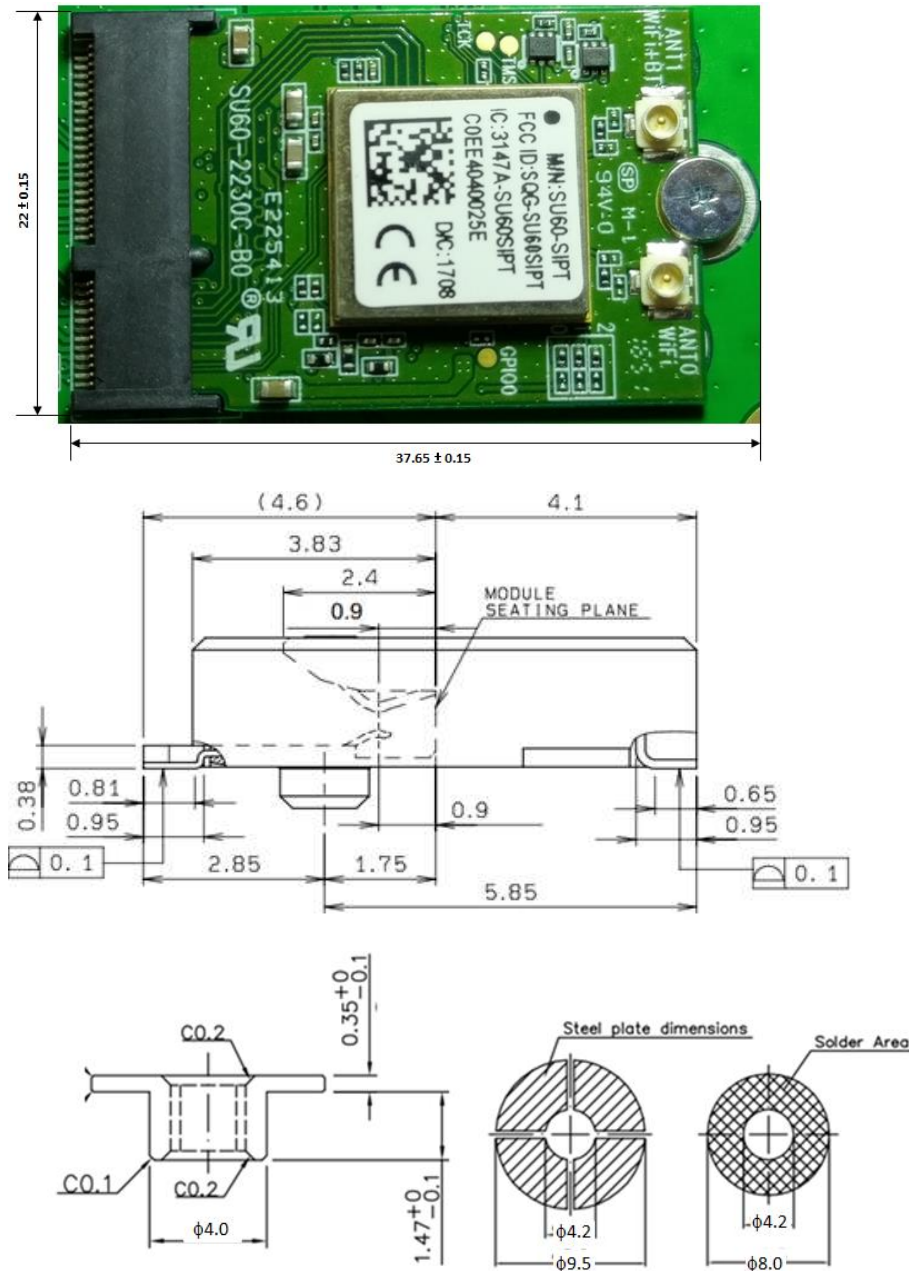 22 ± 0.15
TCK
TMS
ANT1
WiFi+BT
SU60-2230C-B0
E225413
M/N:SU60-SIPT
FCC ID:SQG-SU60SIPT
IC:3147A-SU60SIPT
C0EE4040025E
D/C:1708
CE
SP M-1
94V-0
GPIO0
2
ANT0
WiFi
37.65 ± 0.15
(4.6)
4.1
3.83
2.4
0.9
MODULE
SEATING PLANE
0.38
0.81
0.95
0.9
0.65
0.95
0.1
2.85
1.75
0.1
5.85
C0.2
0.35+0 -0.1
Steel plate dimensions
Solder Area
C0.1
C0.2
1.47+0 -0.1
ϕ4.0
ϕ4.2
ϕ9.5
ϕ4.2
ϕ8.0